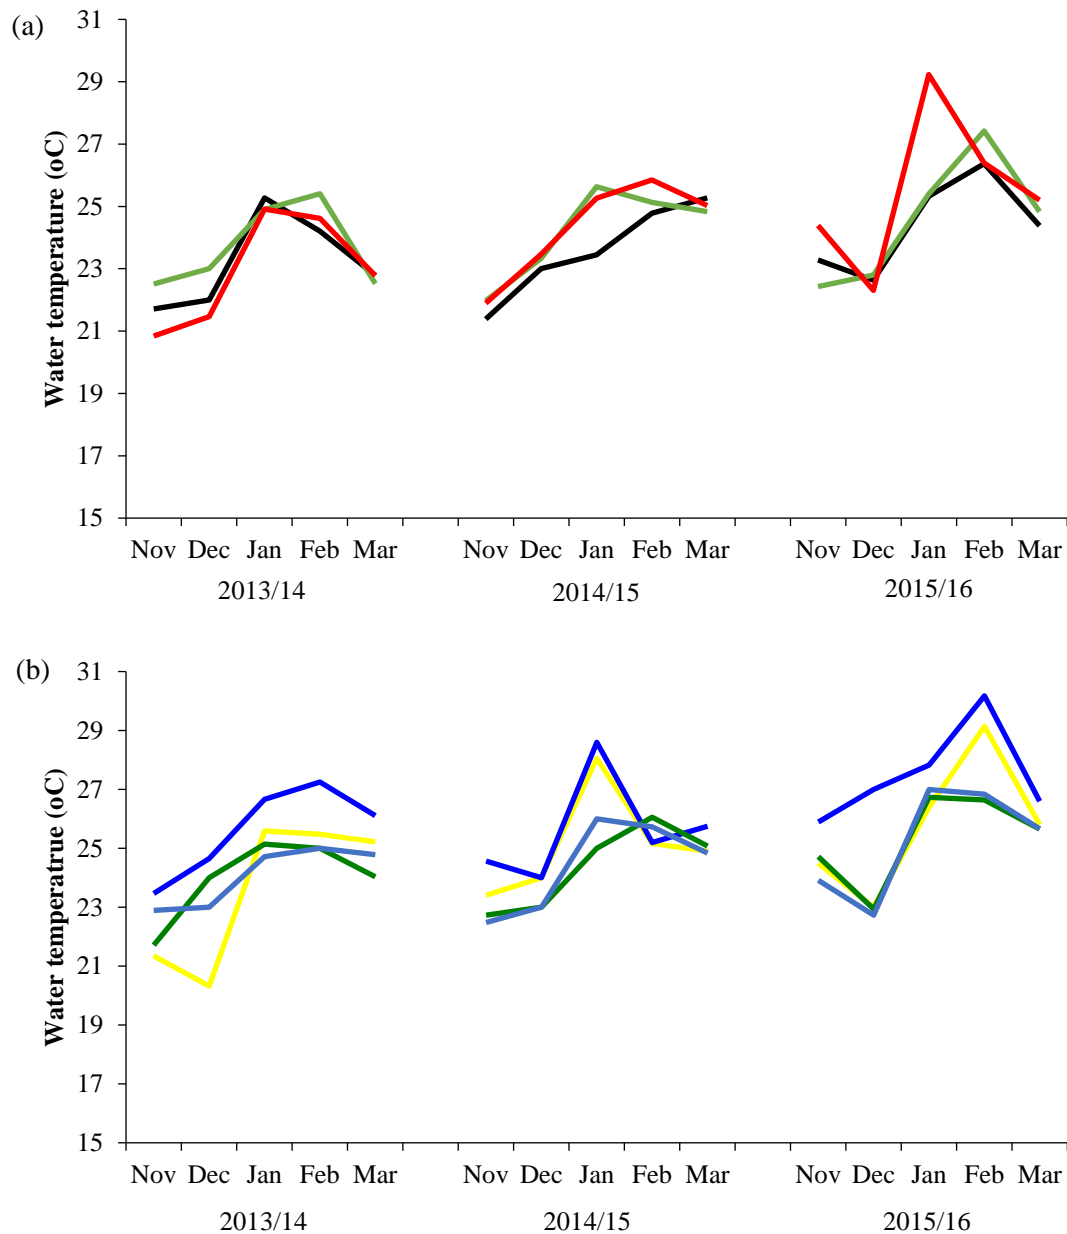 (a)
Water temperature (oC)
31
29
27
25
23
21
19
17
15
Nov Dec Jan Feb Mar Nov Dec Jan Feb Mar Nov Dec Jan Feb Mar
2013/14 2014/15 2015/16
(b)
Water temperatrue (oC)
31
29
27
25
23
21
19
17
15
Nov Dec Jan Feb Mar Nov Dec Jan Feb Mar Nov Dec Jan Feb Mar
2013/14 2014/15 2015/16